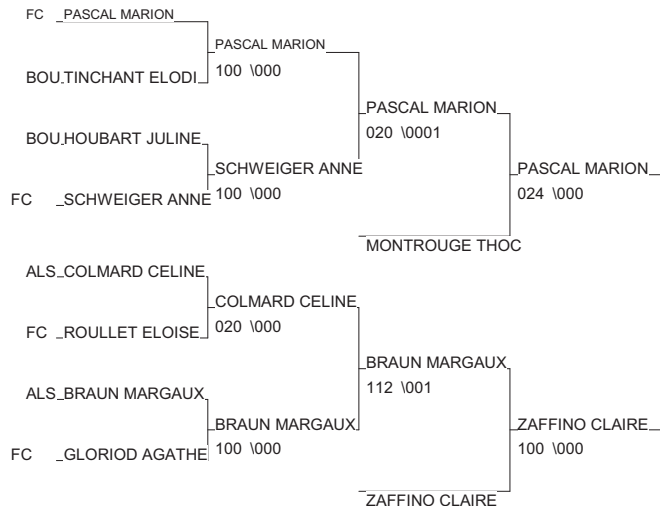 FC PASCAL MARION
PASCAL MARION
100 \000
BOU TINCHANT ELODI
PASCAL MARION
020 \0001
BOU HOUBART JULINE
SCHWEIGER ANNE
100 \000
PASCAL MARION
024 \000
FC SCHWEIGER ANNE
MONTROUGE THOC
ALS COLMARD CELINE
COLMARD CELINE
020 \000
FC ROULLET ELOISE
BRAUN MARGAUX
112 \001
ALS BRAUN MARGAUX
BRAUN MARGAUX
100 \000
ZAFFINO CLAIRE
100 \000
FC GLORIOD AGATHE
ZAFFINO CLAIRE